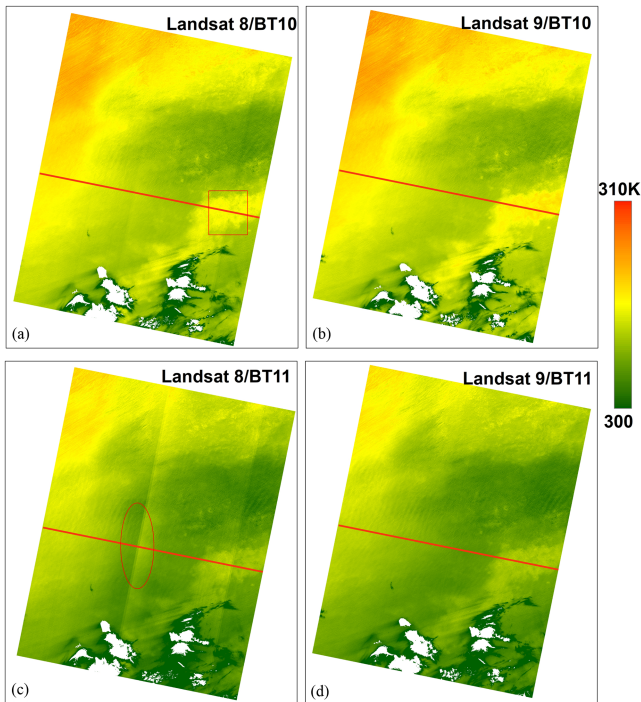 Landsat 8/BT10
(a)
Landsat 9/BT10
(b)
310K
300
Landsat 8/BT11
(c)
Landsat 9/BT11
(d)